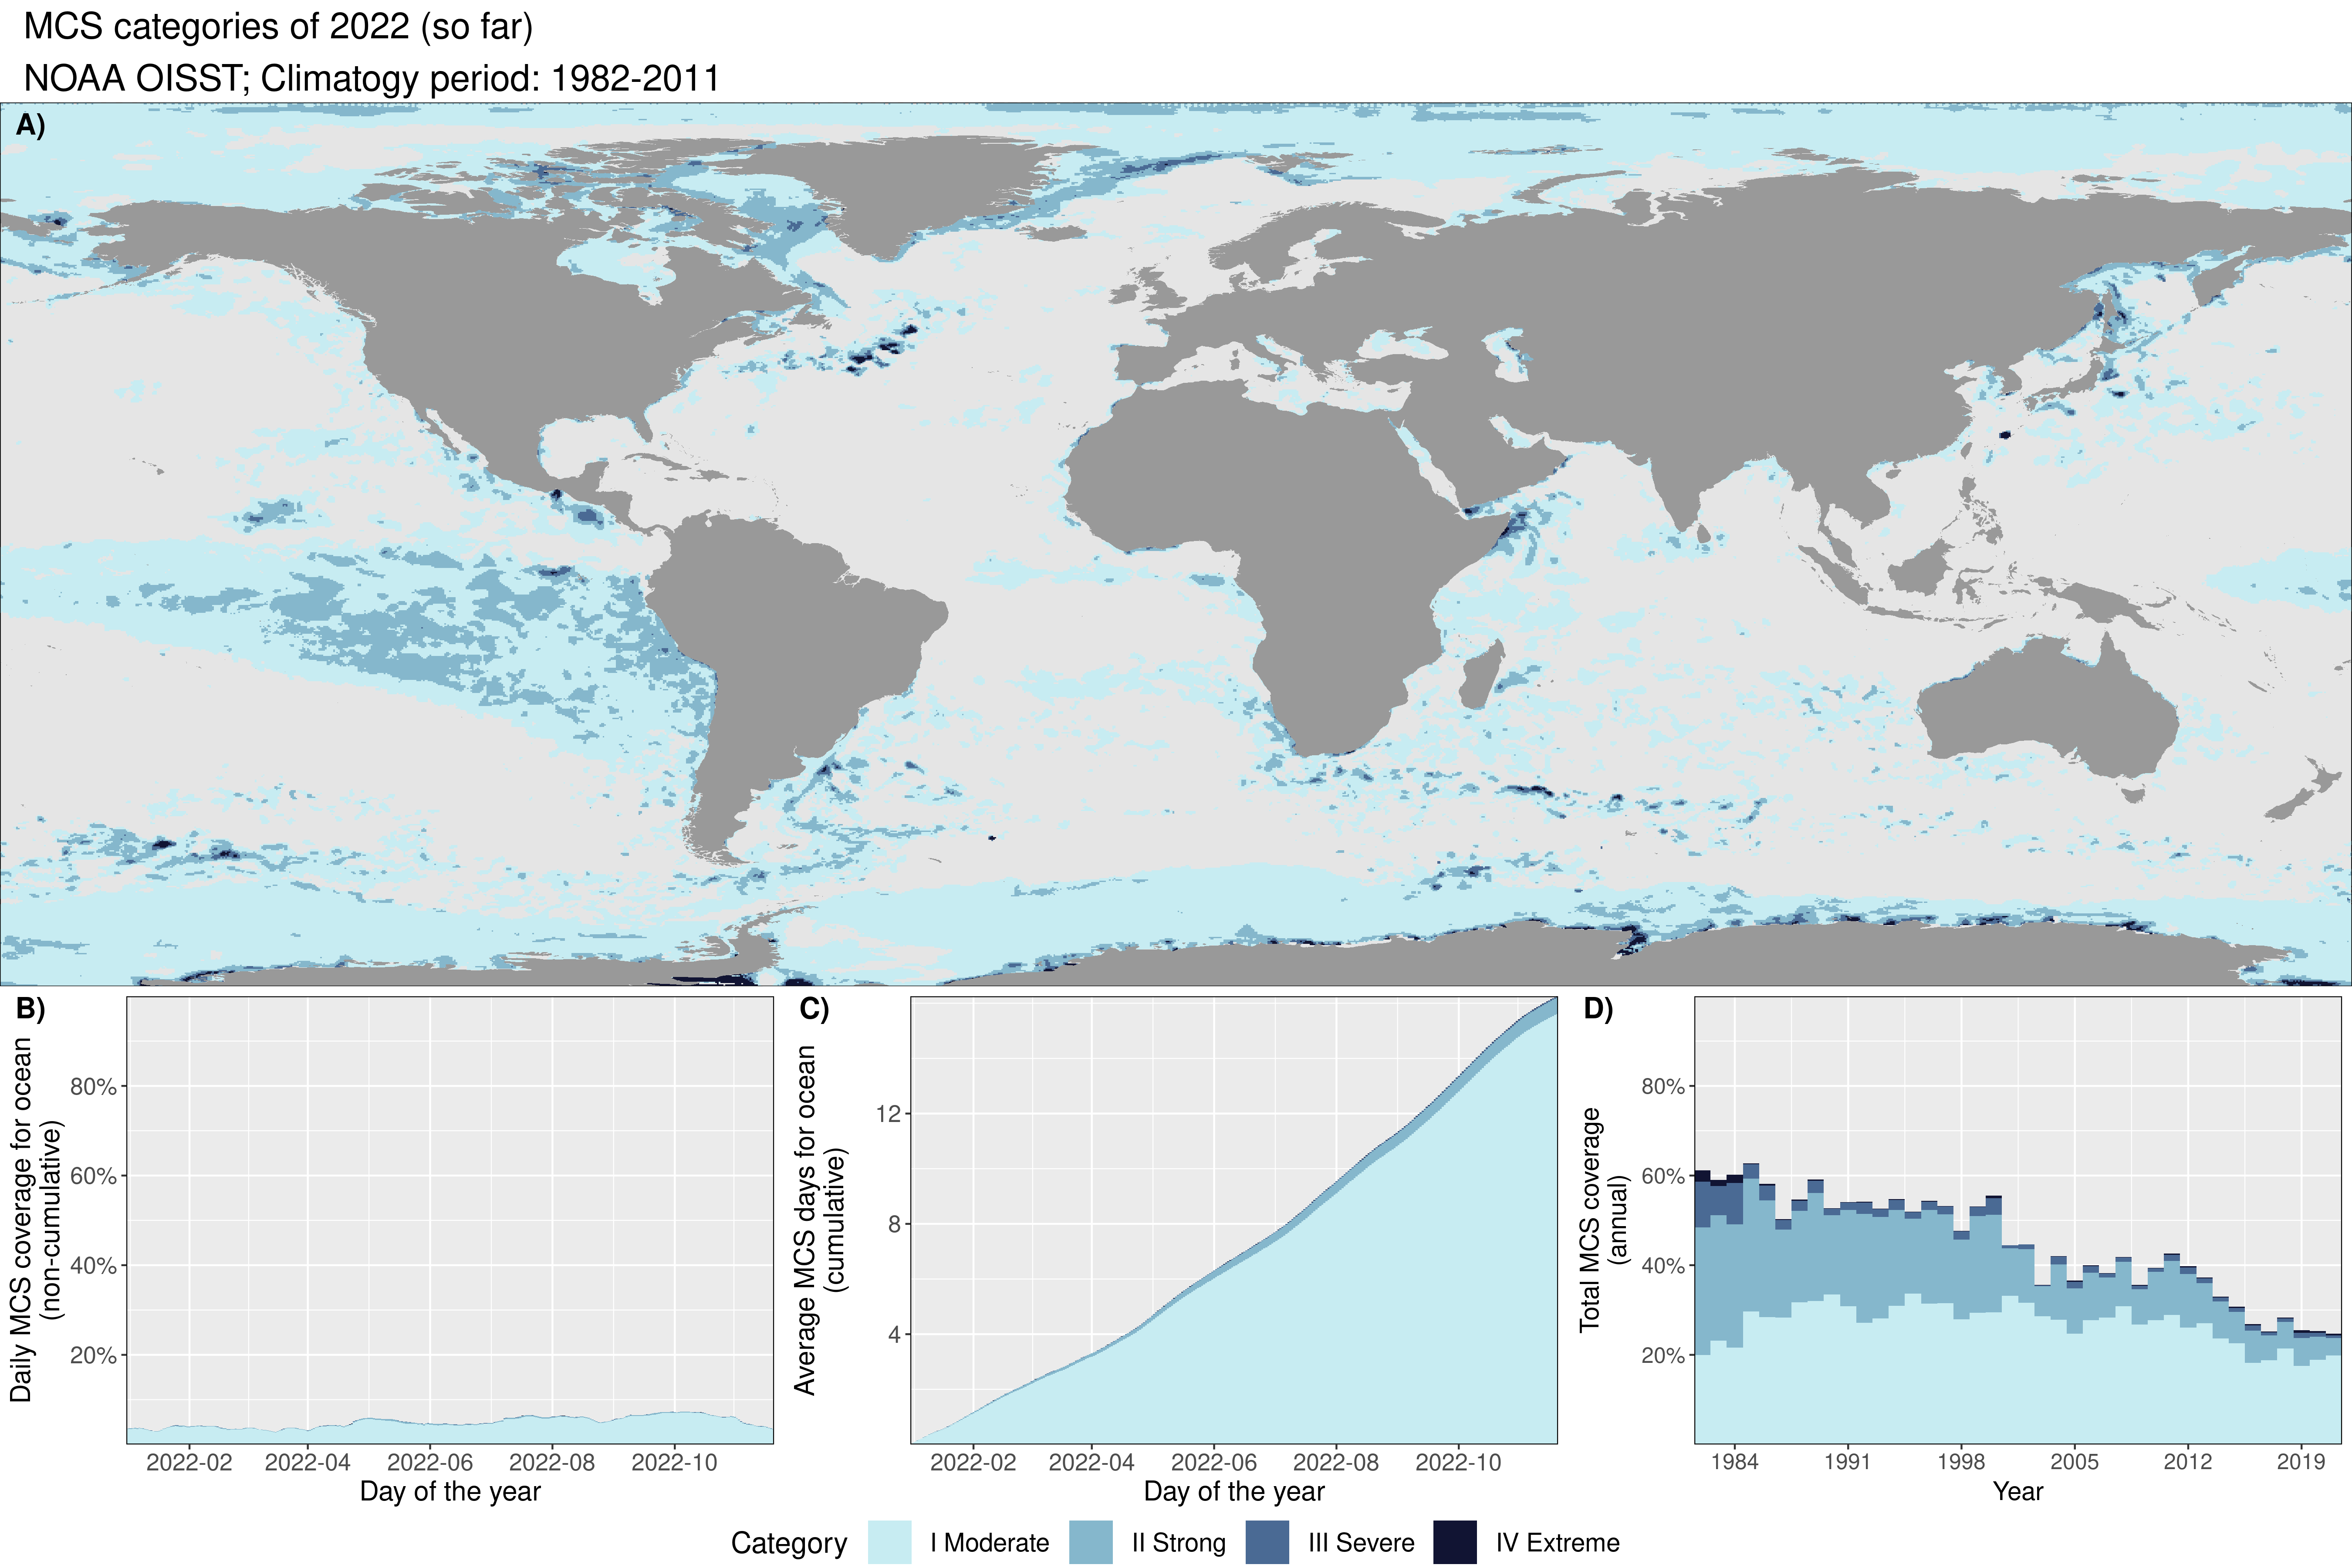 MCS categories of 2022 (so far)
NOAA OISST; Climatogy period: 1982-2011
A)
B)
Daily MCS coverage for ocean
(non-cumulative)
80%
60%
40%
20%
2022-02 2022-04 2022-06 2022-08 2022-10
Day of the year
C)
Average MCS days for ocean
(cumulative)
12
8
4
2022-02 2022-04 2022-06 2022-08 2022-10
Day of the year
D)
Total MCS coverage
(annual)
80%
60%
40%
20%
1984 1991 1998 2005 2012 2019
Year
Category I Moderate II Strong III Severe IV Extreme